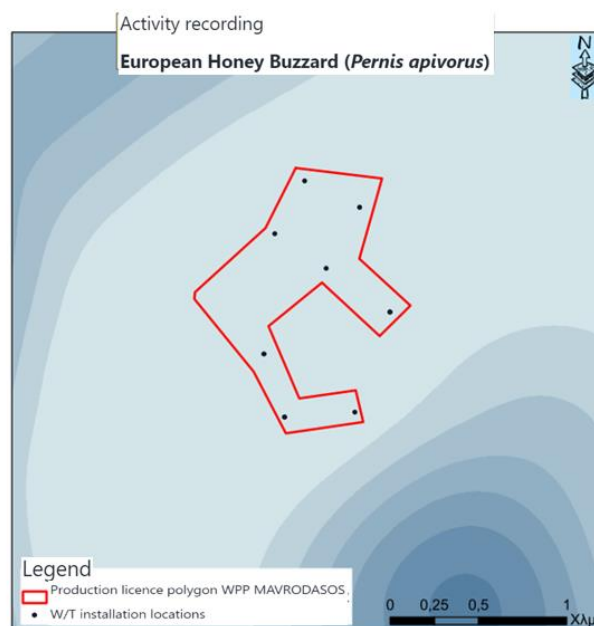 Activity recording
European Honey Buzzard (Pernis apivorus)
N
Legend
Production licence polygon WPP MAVRODASOS
W/T installation locations
0 0,25 0,5 1
Χλμ